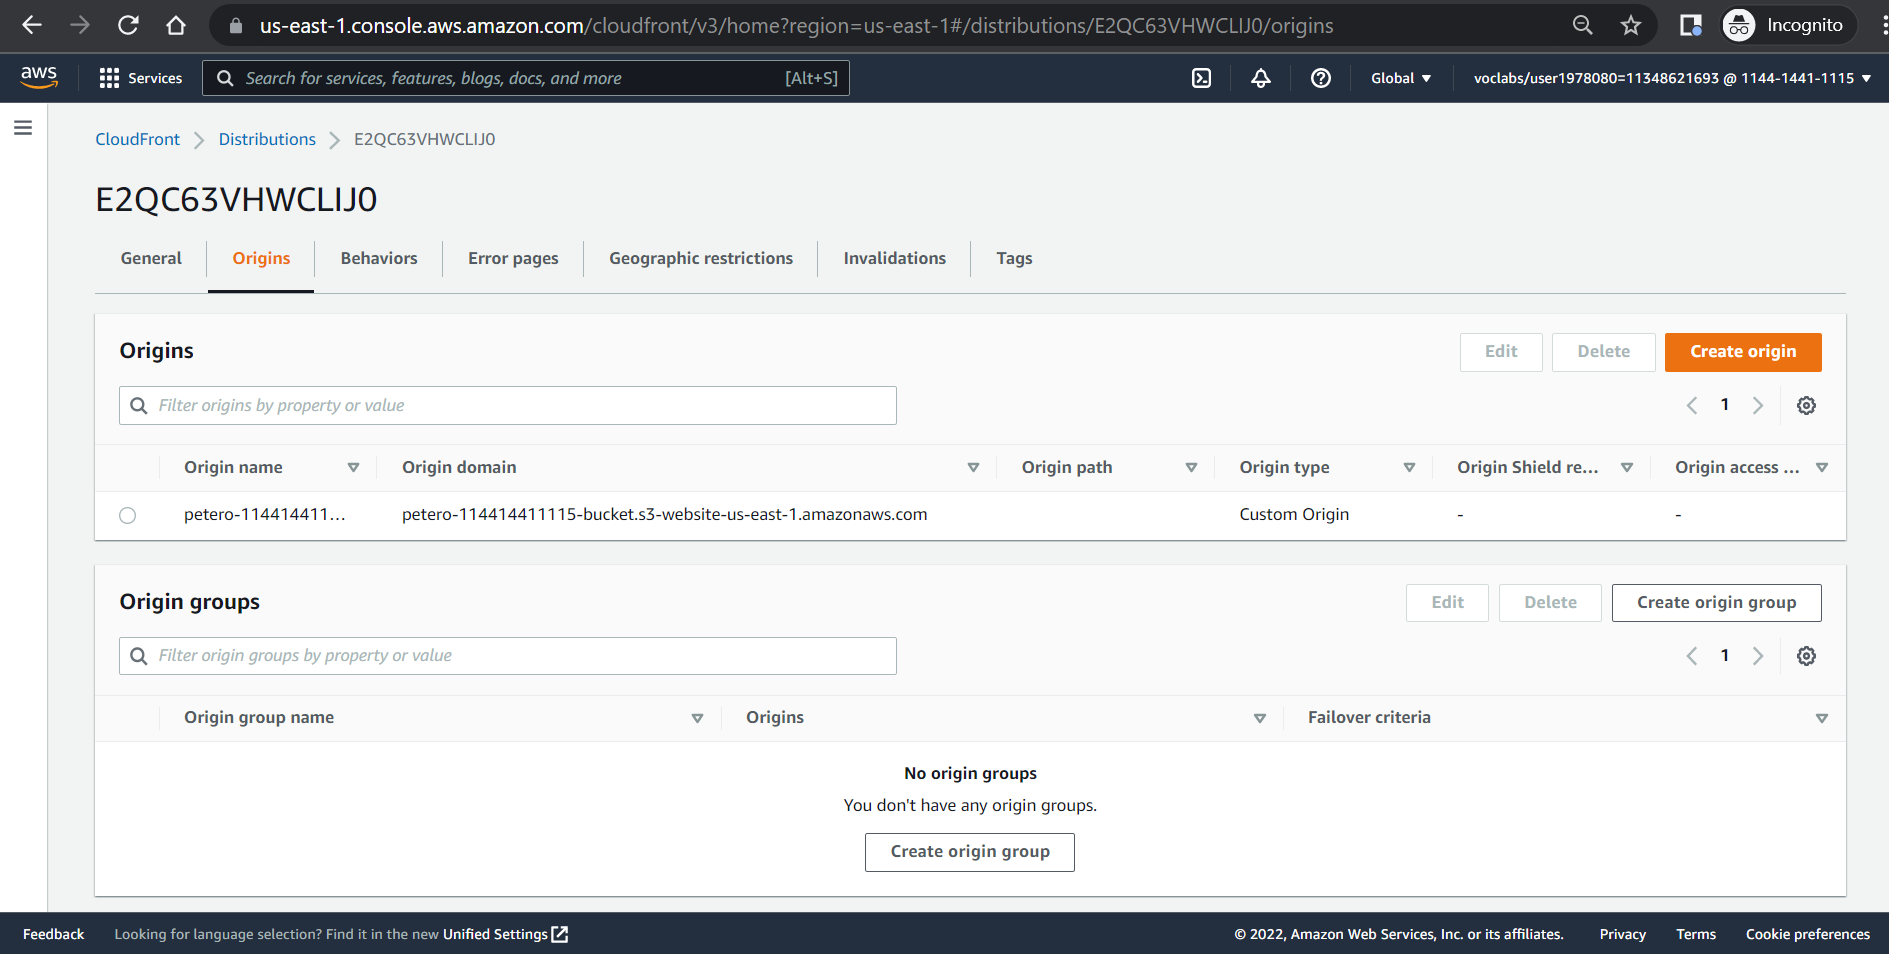 us-east-1.console.aws.amazon.com/cloudfront/v3/home?region=us-east-1#/distributions/E2QC63VHWCLIJ0/origins
Incognito
aws
Services
Search for services, features, blogs, docs, and more [Alt+S]
Global
voclabs/user1978080=11348621693 @ 1144-1441-1115
CloudFront
Distributions
E2QC63VHWCLIJ0
E2QC63VHWCLIJ0
General
Origins
Behaviors
Error pages
Geographic restrictions
Invalidations
Tags
Origins
Edit
Delete
Create origin
Filter origins by property or value
1
Origin name
Origin domain
Origin path
Origin type
Origin Shield re...
Origin access ...
petero-114414411...
petero-114414411115-bucket.s3-website-us-east-1.amazonaws.com
Custom Origin
-
-
Origin groups
Edit
Delete
Create origin group
Filter origin groups by property or value
1
Origin group name
Origins
Failover criteria
No origin groups
You don't have any origin groups.
Create origin group
Feedback
Looking for language selection? Find it in the new Unified Settings
© 2022, Amazon Web Services, Inc. or its affiliates.
Privacy
Terms
Cookie preferences